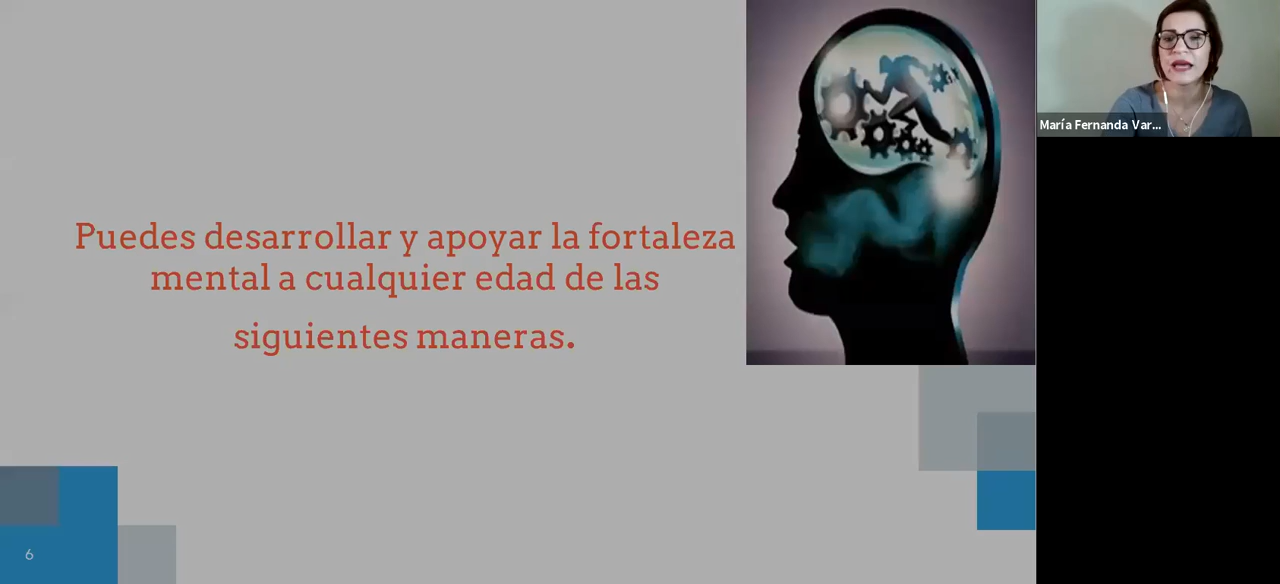 Puedes desarrollar y apoyar la fortaleza
mental a cualquier edad de las
siguientes maneras.
6
María Fernanda Var...